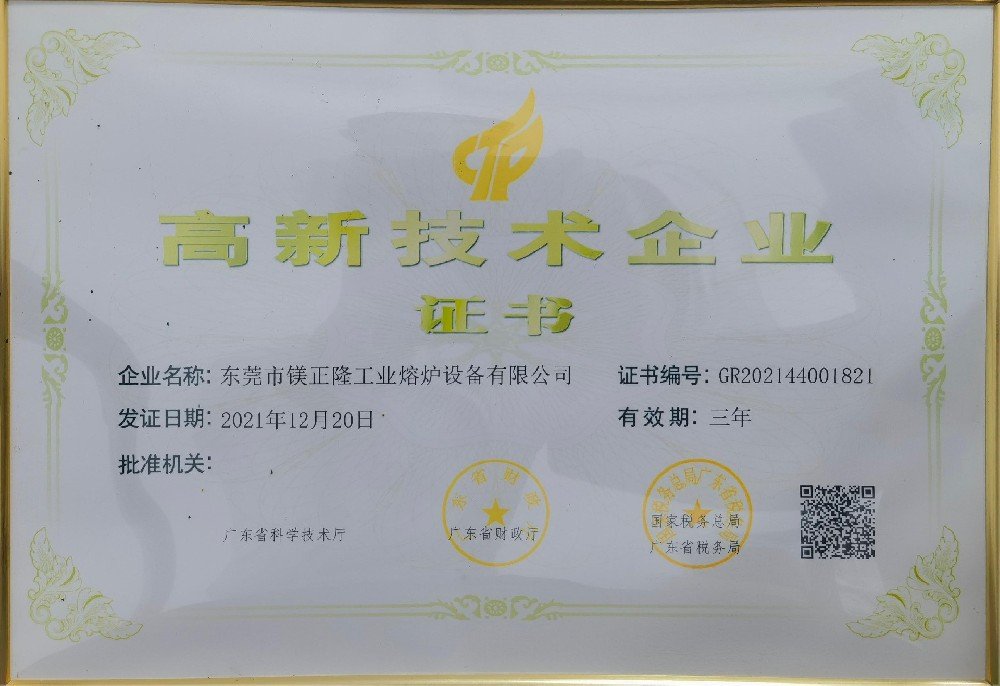 高新技术企业
证书
企业名称：东莞市镁正隆工业熔炉设备有限公司
证书编号：GR202144001821
发证日期：2021年12月20日
有效期：三年
批准机关：
广东省科学技术厅
广东省财政厅
国家税务总局
广东省税务局